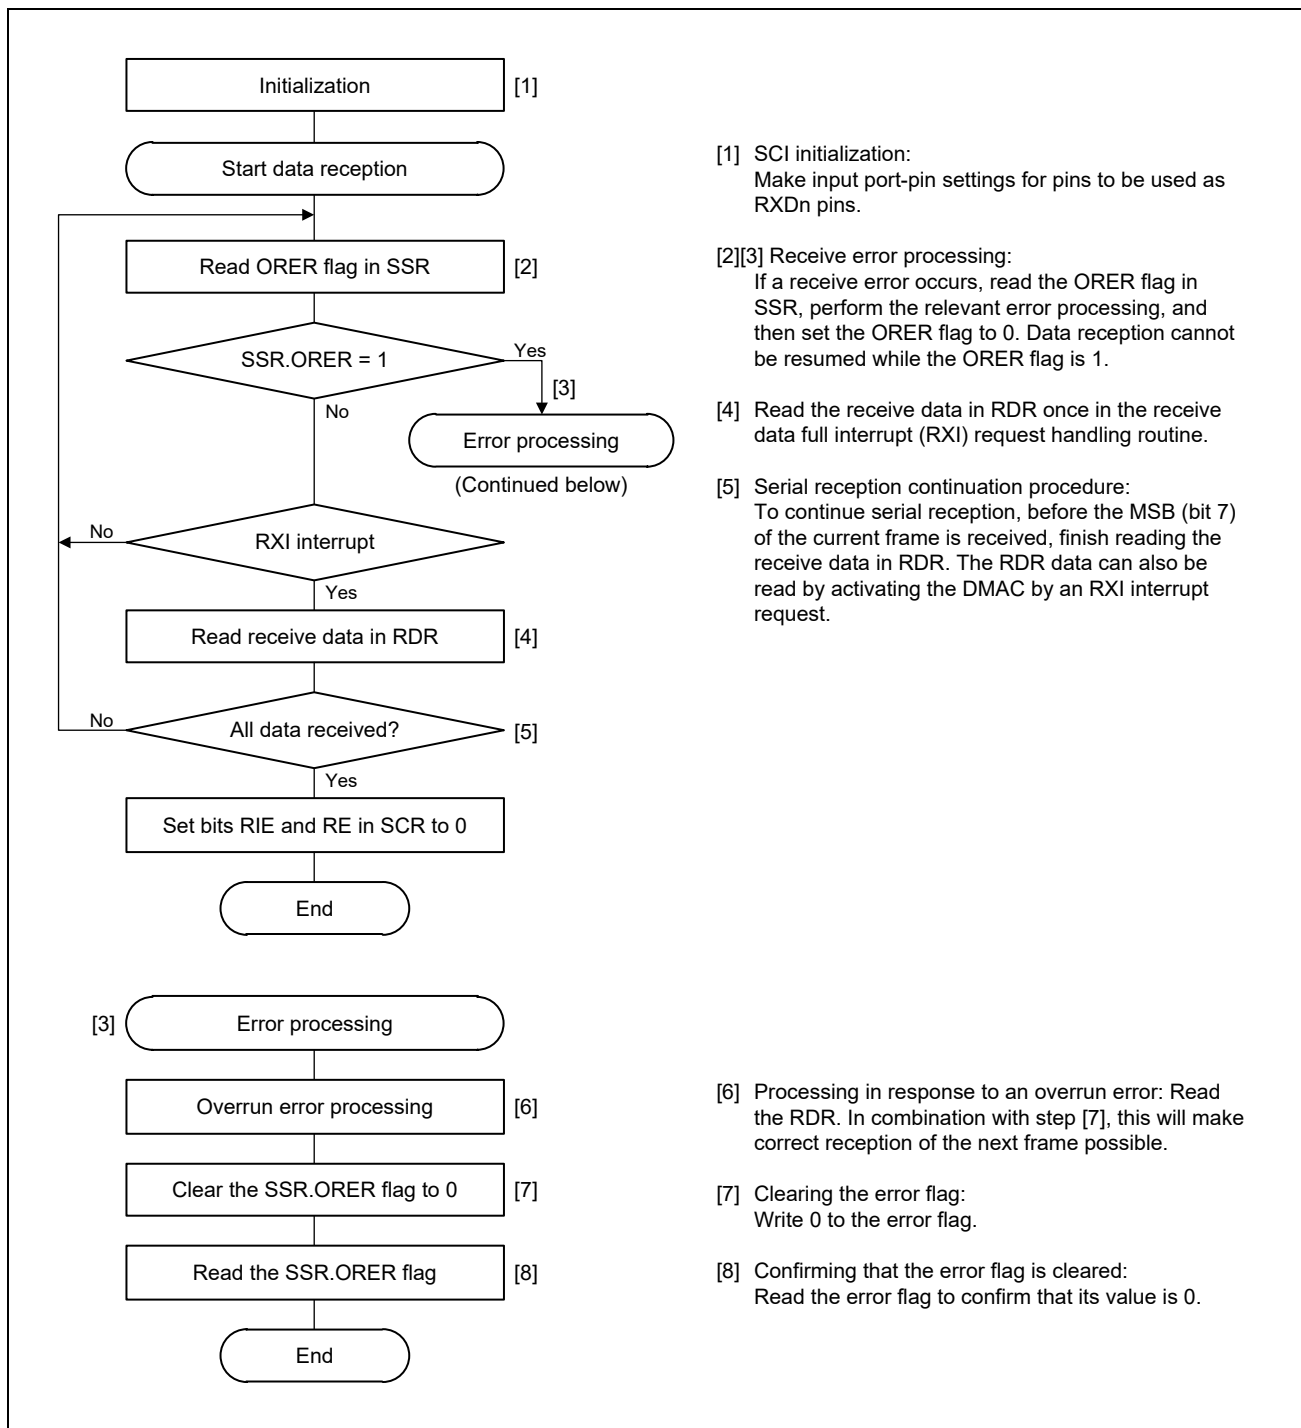 Initialization [1]
Start data reception
Read ORER flag in SSR [2]
SSR.ORER = 1
Yes
[3]
No
Error processing
(Continued below)
No
RXI interrupt
Yes
Read receive data in RDR [4]
No
All data received? [5]
Yes
Set bits RIE and RE in SCR to 0
End
[1] SCI initialization:
Make input port-pin settings for pins to be used as
RXDn pins.
[2][3] Receive error processing:
If a receive error occurs, read the ORER flag in
SSR, perform the relevant error processing, and
then set the ORER flag to 0. Data reception cannot
be resumed while the ORER flag is 1.
[4] Read the receive data in RDR once in the receive
data full interrupt (RXI) request handling routine.
[5] Serial reception continuation procedure:
To continue serial reception, before the MSB (bit 7)
of the current frame is received, finish reading the
receive data in RDR. The RDR data can also be
read by activating the DMAC by an RXI interrupt
request.
[3] Error processing
Overrun error processing [6]
Clear the SSR.ORER flag to 0 [7]
Read the SSR.ORER flag [8]
End
[6] Processing in response to an overrun error: Read
the RDR. In combination with step [7], this will make
correct reception of the next frame possible.
[7] Clearing the error flag:
Write 0 to the error flag.
[8] Confirming that the error flag is cleared:
Read the error flag to confirm that its value is 0.